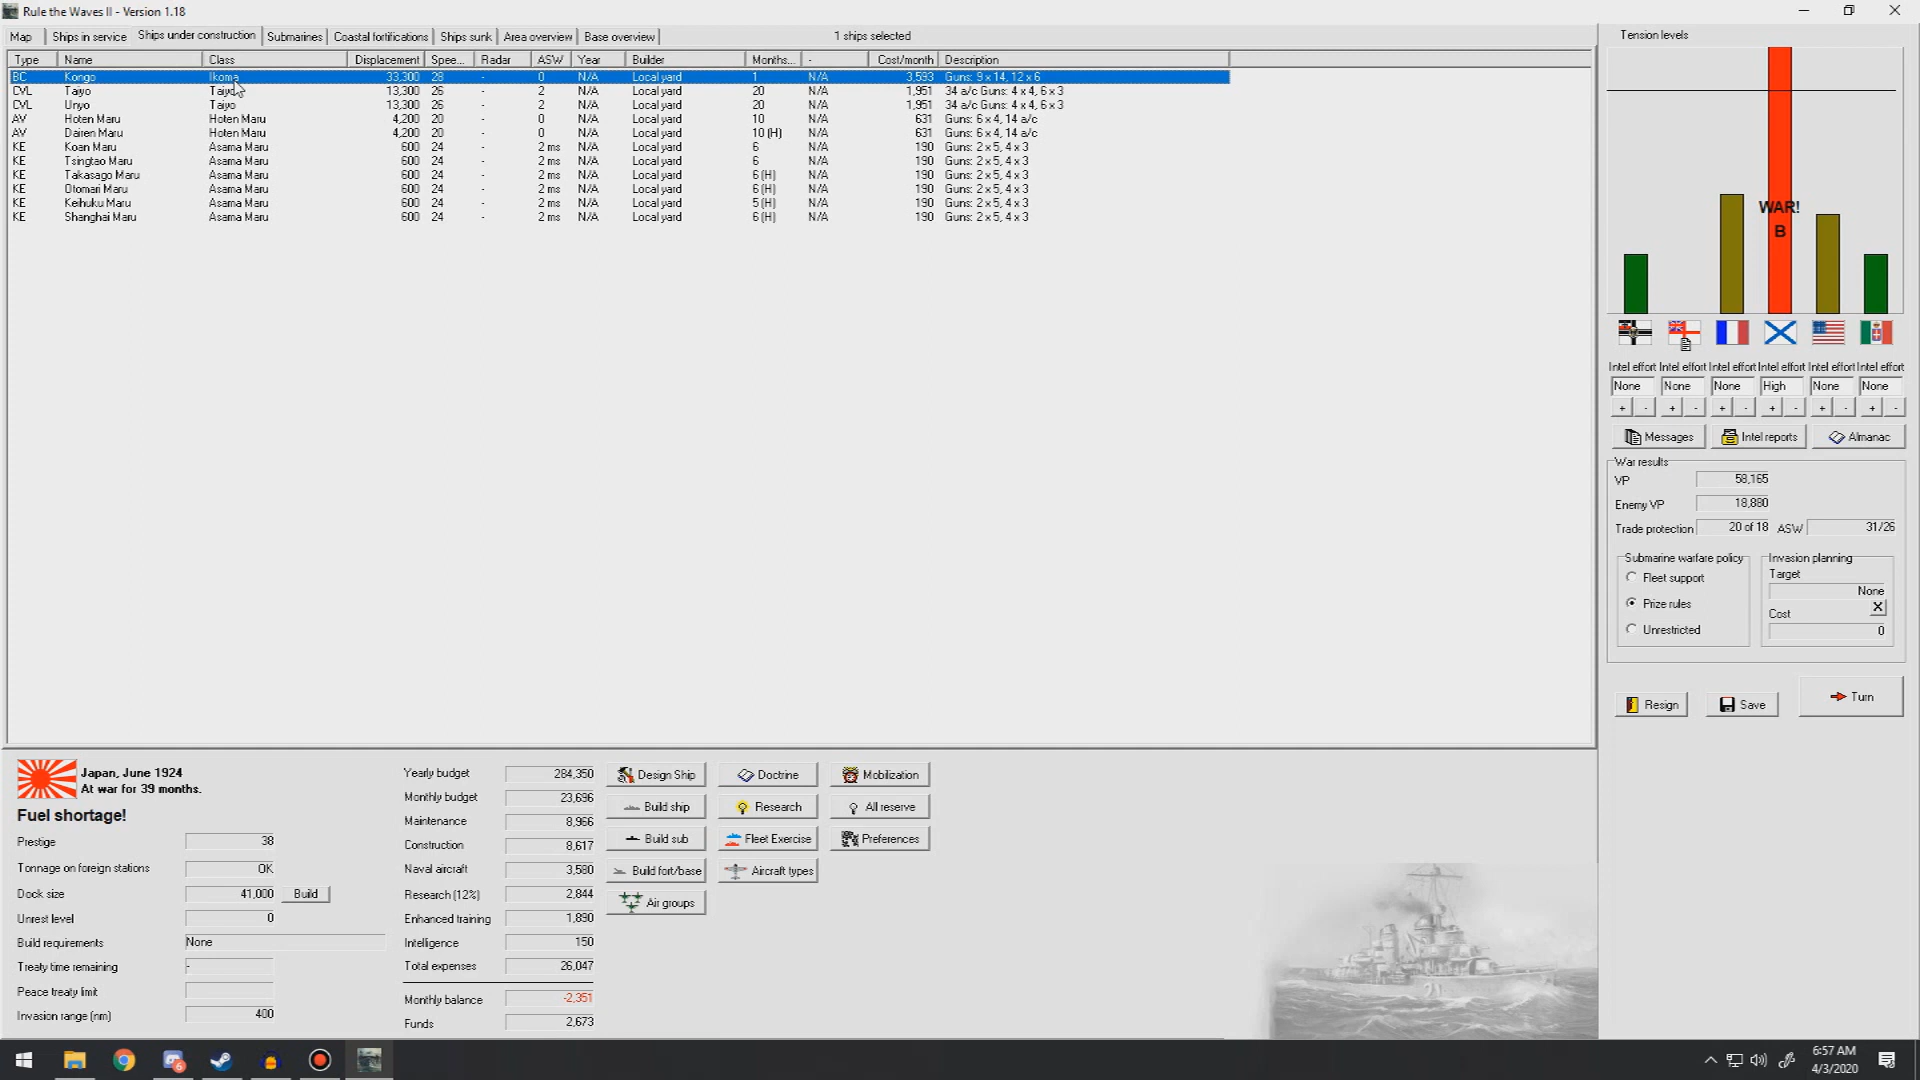 Rule the Waves II - Version 1.18
Map Ships in service Ships under construction Submarines Coastal fortifications Ships sunk Area overview Base overview 1 ships selected
Type Name Class Displacement Spee... Radar ASW Year Builder Months... - Cost/month Description
BC Kongo Ikoma 33,300 28 - 0 N/A Local yard 1 N/A 3,593 Guns: 9 x 14, 12 x 6
CVL Taiyo Taiyo 13,300 26 - 2 N/A Local yard 20 N/A 1,951 34 a/c Guns: 4 x 4, 6 x 3
CVL Unyo Taiyo 13,300 26 - 2 N/A Local yard 20 N/A 1,951 34 a/c Guns: 4 x 4, 6 x 3
AV Hoten Maru Hoten Maru 4,200 20 - 0 N/A Local yard 10 N/A 631 Guns: 6 x 4, 14 a/c
AV Dairen Maru Hoten Maru 4,200 20 - 0 N/A Local yard 10 (H) N/A 631 Guns: 6 x 4, 14 a/c
KE Koan Maru Asama Maru 600 24 - 2 ms N/A Local yard 6 N/A 190 Guns: 2 x 5, 4 x 3
KE Tsingtao Maru Asama Maru 600 24 - 2 ms N/A Local yard 6 N/A 190 Guns: 2 x 5, 4 x 3
KE Takasago Maru Asama Maru 600 24 - 2 ms N/A Local yard 6 (H) N/A 190 Guns: 2 x 5, 4 x 3
KE Otomari Maru Asama Maru 600 24 - 2 ms N/A Local yard 6 (H) N/A 190 Guns: 2 x 5, 4 x 3
KE Keihuku Maru Asama Maru 600 24 - 2 ms N/A Local yard 5 (H) N/A 190 Guns: 2 x 5, 4 x 3
KE Shanghai Maru Asama Maru 600 24 - 2 ms N/A Local yard 6 (H) N/A 190 Guns: 2 x 5, 4 x 3
Tension levels
WAR!
B
Intel effort Intel effort Intel effort Intel effort Intel effort Intel effort
None None None High None None
+ - + - + - + - + - + -
Messages Intel reports Almanac
War results
VP 58,165
Enemy VP 18,880
Trade protection 20 of 18 ASW 31/26
Submarine warfare policy
Fleet support
Prize rules
Unrestricted
Invasion planning
Target
None
Cost X
0
Resign Save Turn
Japan, June 1924
At war for 39 months.
Fuel shortage!
Prestige 38
Tonnage on foreign stations OK
Dock size 41,000 Build
Unrest level 0
Build requirements None
Treaty time remaining -
Peace treaty limit
Invasion range (nm) 400
Yearly budget 284,350
Monthly budget 23,696
Maintenance 8,966
Construction 8,617
Naval aircraft 3,580
Research (12%) 2,844
Enhanced training 1,890
Intelligence 150
Total expenses 26,047
Monthly balance -2,351
Funds 2,673
Design Ship Doctrine Mobilization
Build ship Research All reserve
Build sub Fleet Exercise Preferences
Build fort/base Aircraft types
Air groups
6
6:57 AM
4/3/2020